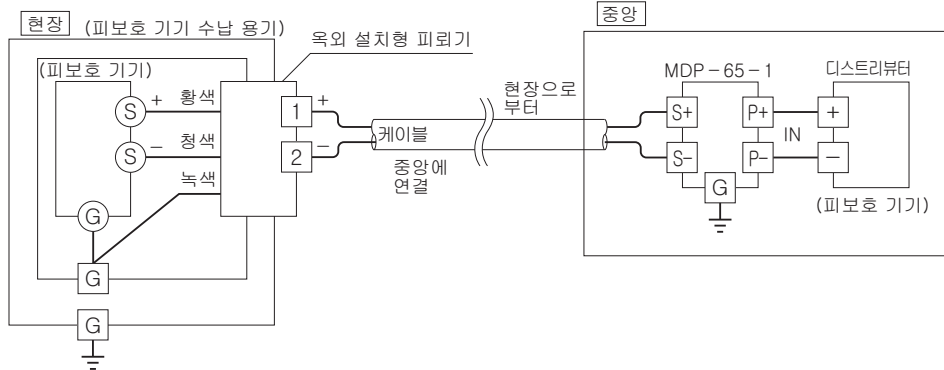 현장 (피보호 기기 수납 용기)
옥외 설치형 피뢰기
(피보호 기기)
S + 황색
S - 청색
녹색
G
G
G
1 +
2 -
케이블
현장으로
부터
중앙에
연결
중앙
MDP-65-1
디스트리뷰터
S+ P+ +
IN
S- P- -
G
(피보호 기기)